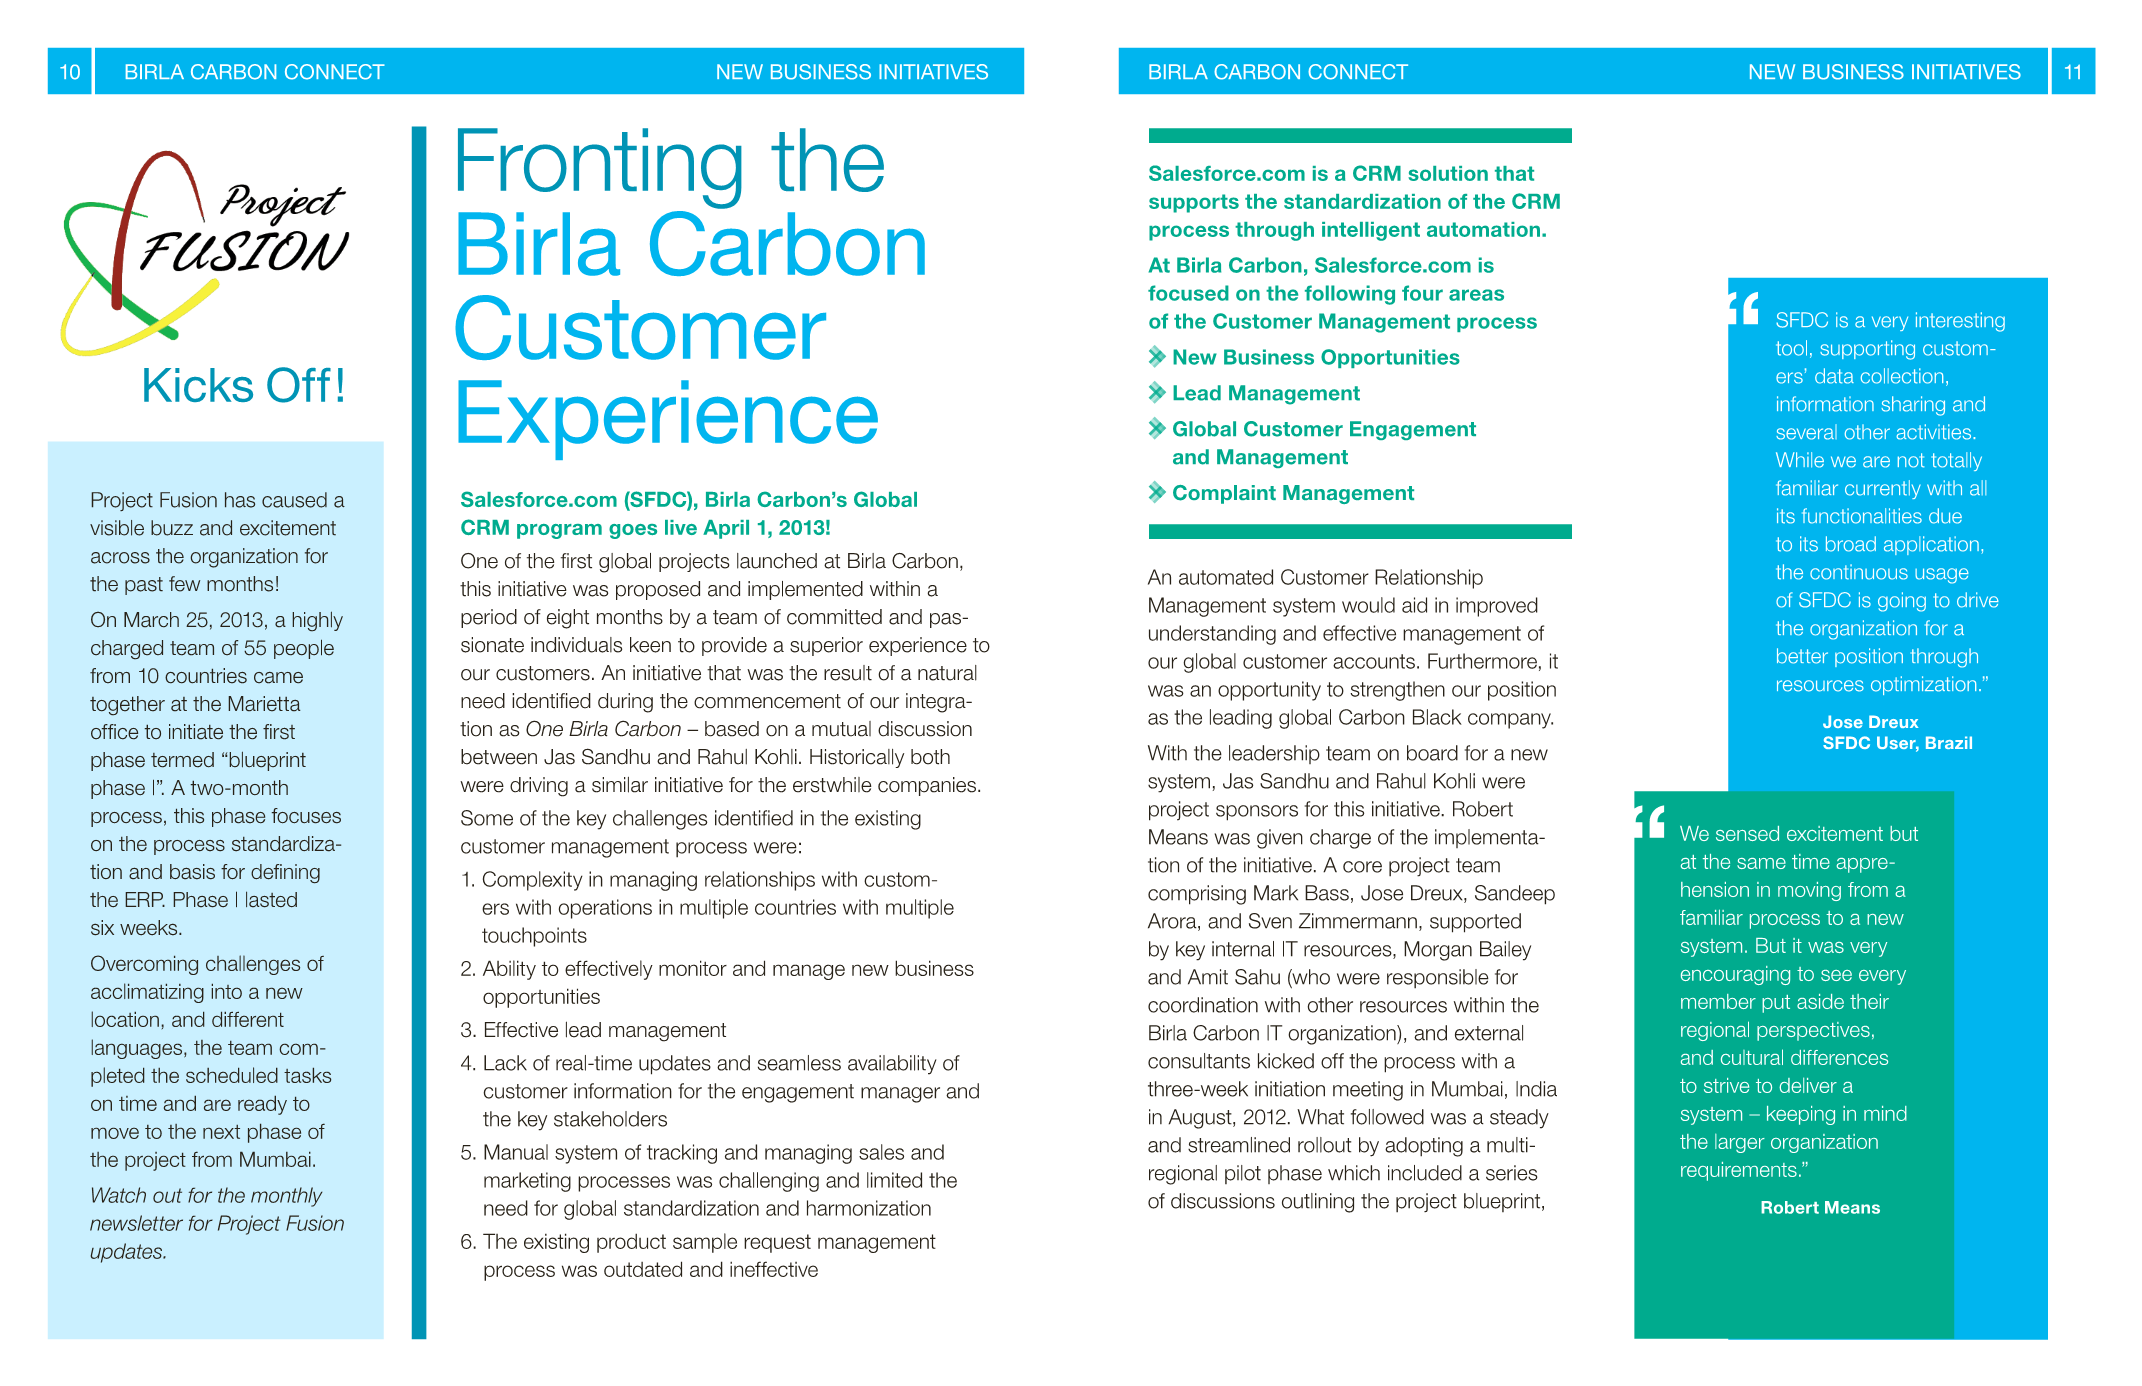 10 BIRLA CARBON CONNECT NEW BUSINESS INITIATIVES
Project
FUSION
Kicks Off!
Project Fusion has caused a
visible buzz and excitement
across the organization for
the past few months!
On March 25, 2013, a highly
charged team of 55 people
from 10 countries came
together at the Marietta
office to initiate the first
phase termed “blueprint
phase I”. A two-month
process, this phase focuses
on the process standardiza-
tion and basis for defining
the ERP. Phase I lasted
six weeks.
Overcoming challenges of
acclimatizing into a new
location, and different
languages, the team com-
pleted the scheduled tasks
on time and are ready to
move to the next phase of
the project from Mumbai.
Watch out for the monthly
newsletter for Project Fusion
updates.
Fronting the
Birla Carbon
Customer
Experience
Salesforce.com (SFDC), Birla Carbon’s Global
CRM program goes live April 1, 2013!
One of the first global projects launched at Birla Carbon,
this initiative was proposed and implemented within a
period of eight months by a team of committed and pas-
sionate individuals keen to provide a superior experience to
our customers. An initiative that was the result of a natural
need identified during the commencement of our integra-
tion as One Birla Carbon – based on a mutual discussion
between Jas Sandhu and Rahul Kohli. Historically both
were driving a similar initiative for the erstwhile companies.
Some of the key challenges identified in the existing
customer management process were:
1. Complexity in managing relationships with custom-
ers with operations in multiple countries with multiple
touchpoints
2. Ability to effectively monitor and manage new business
opportunities
3. Effective lead management
4. Lack of real-time updates and seamless availability of
customer information for the engagement manager and
the key stakeholders
5. Manual system of tracking and managing sales and
marketing processes was challenging and limited the
need for global standardization and harmonization
6. The existing product sample request management
process was outdated and ineffective
BIRLA CARBON CONNECT NEW BUSINESS INITIATIVES 11
Salesforce.com is a CRM solution that
supports the standardization of the CRM
process through intelligent automation.
At Birla Carbon, Salesforce.com is
focused on the following four areas
of the Customer Management process
New Business Opportunities
Lead Management
Global Customer Engagement
and Management
Complaint Management
An automated Customer Relationship
Management system would aid in improved
understanding and effective management of
our global customer accounts. Furthermore, it
was an opportunity to strengthen our position
as the leading global Carbon Black company.
With the leadership team on board for a new
system, Jas Sandhu and Rahul Kohli were
project sponsors for this initiative. Robert
Means was given charge of the implementa-
tion of the initiative. A core project team
comprising Mark Bass, Jose Dreux, Sandeep
Arora, and Sven Zimmermann, supported
by key internal IT resources, Morgan Bailey
and Amit Sahu (who were responsible for
coordination with other resources within the
Birla Carbon IT organization), and external
consultants kicked off the process with a
three-week initiation meeting in Mumbai, India
in August, 2012. What followed was a steady
and streamlined rollout by adopting a multi-
regional pilot phase which included a series
of discussions outlining the project blueprint,
“SFDC is a very interesting
tool, supporting custom-
ers’ data collection,
information sharing and
several other activities.
While we are not totally
familiar currently with all
its functionalities due
to its broad application,
the continuous usage
of SFDC is going to drive
the organization for a
better position through
resources optimization.”
Jose Dreux
SFDC User, Brazil
“We sensed excitement but
at the same time appre-
hension in moving from a
familiar process to a new
system. But it was very
encouraging to see every
member put aside their
regional perspectives,
and cultural differences
to strive to deliver a
system – keeping in mind
the larger organization
requirements.”
Robert Means